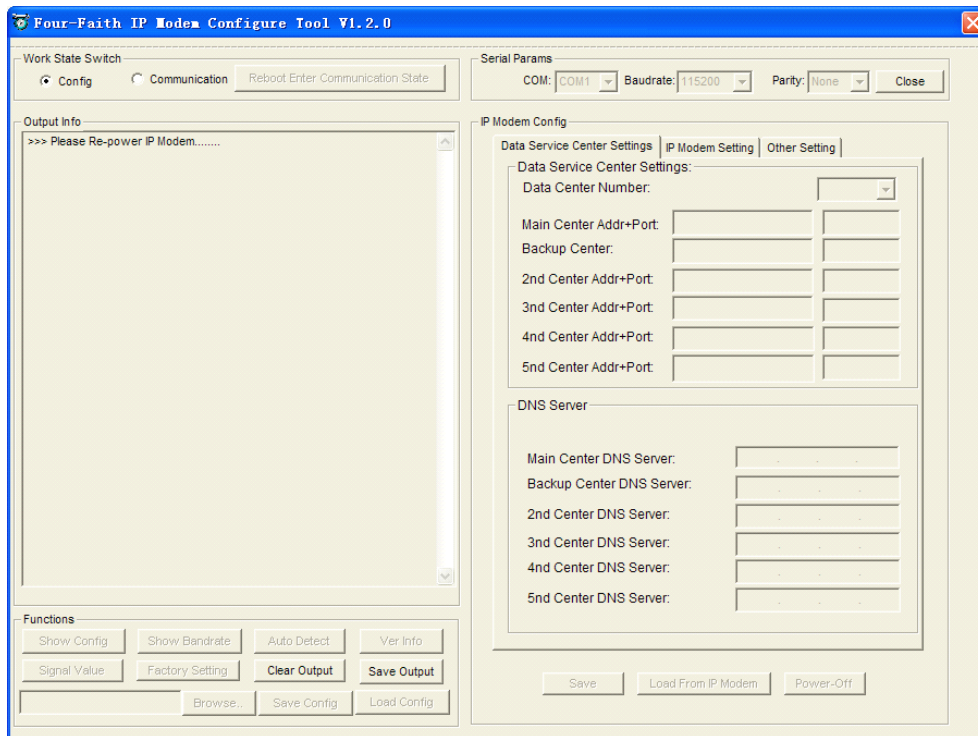 Four-Faith IP Modem Configure Tool V1.2.0
Work State Switch
Config Communication Reboot Enter Communication State
Serial Params
COM: COM1 Baudrate: 115200 Parity: None Close
Output Info
>>> Please Re-power IP Modem........
IP Modem Config
Data Service Center Settings IP Modem Setting Other Setting
Data Service Center Settings:
Data Center Number:
Main Center Addr+Port:
Backup Center:
2nd Center Addr+Port:
3nd Center Addr+Port:
4nd Center Addr+Port:
5nd Center Addr+Port:
DNS Server
Main Center DNS Server:
Backup Center DNS Server:
2nd Center DNS Server:
3nd Center DNS Server:
4nd Center DNS Server:
5nd Center DNS Server:
Functions
Show Config Show Bandrate Auto Detect Ver Info
Signal Value Factory Setting Clear Output Save Output
Browse.. Save Config Load Config
Save Load From IP Modem Power-Off